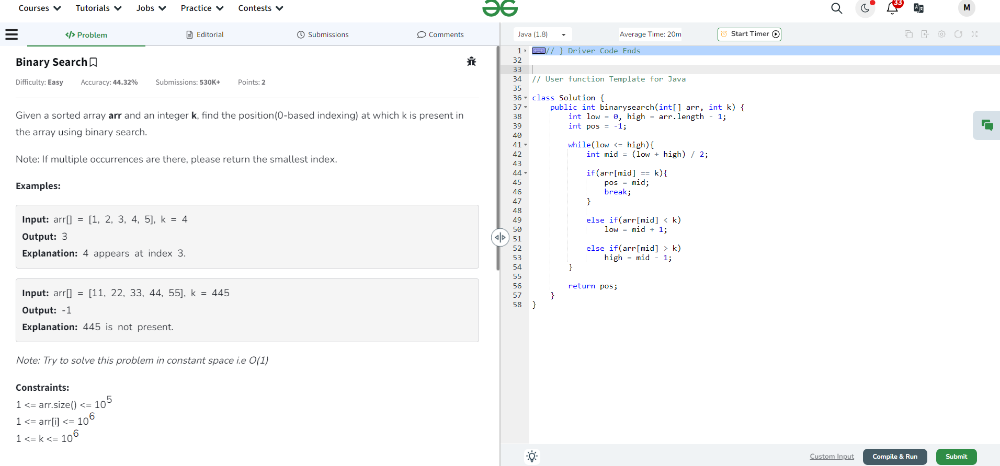 Courses Tutorials Jobs Practice Contests
33
M
</> Problem Editorial Submissions Comments
Java (1.8) Average Time: 20m Start Timer
Binary Search
Difficulty: Easy Accuracy: 44.32% Submissions: 530K+ Points: 2
Given a sorted array arr and an integer k, find the position(0-based indexing) at which k is present in
the array using binary search.
Note: If multiple occurrences are there, please return the smallest index.
Examples:
Input: arr[] = [1, 2, 3, 4, 5], k = 4
Output: 3
Explanation: 4 appears at index 3.
Input: arr[] = [11, 22, 33, 44, 55], k = 445
Output: -1
Explanation: 445 is not present.
Note: Try to solve this problem in constant space i.e O(1)
Constraints:
1 <= arr.size() <= 10^5
1 <= arr[i] <= 10^6
1 <= k <= 10^6
1 // } Driver Code Ends
32
33
34 // User function Template for Java
35
36 class Solution {
37 public int binarysearch(int[] arr, int k) {
38 int low = 0, high = arr.length - 1;
39 int pos = -1;
40
41 while(low <= high){
42 int mid = (low + high) / 2;
43
44 if(arr[mid] == k){
45 pos = mid;
46 break;
47 }
48
49 else if(arr[mid] < k)
50 low = mid + 1;
51
52 else if(arr[mid] > k)
53 high = mid - 1;
54 }
55
56 return pos;
57 }
58 }
Custom Input Compile & Run Submit